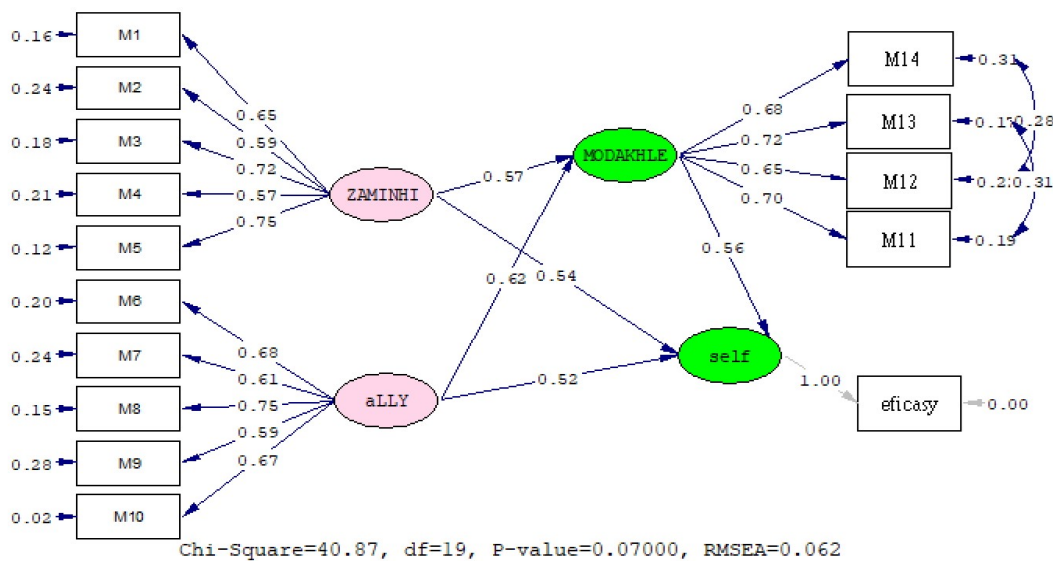 0.16 M1
0.24 M2
0.18 M3
0.21 M4
0.12 M5
0.20 M6
0.24 M7
0.15 M8
0.28 M9
0.02 M10
0.65
0.59
0.72
0.57
0.75
ZAMINHI
0.68
0.61
0.75
0.59
0.67
aLLY
0.57
0.54
0.62
0.52
MODAKHLE
0.56
self
0.68
0.72
0.65
0.70
M14 0.31
M13
M12
M11 0.19
0.28
0.31
1.00
eficasy 0.00
Chi-Square=40.87, df=19, P-value=0.07000, RMSEA=0.062